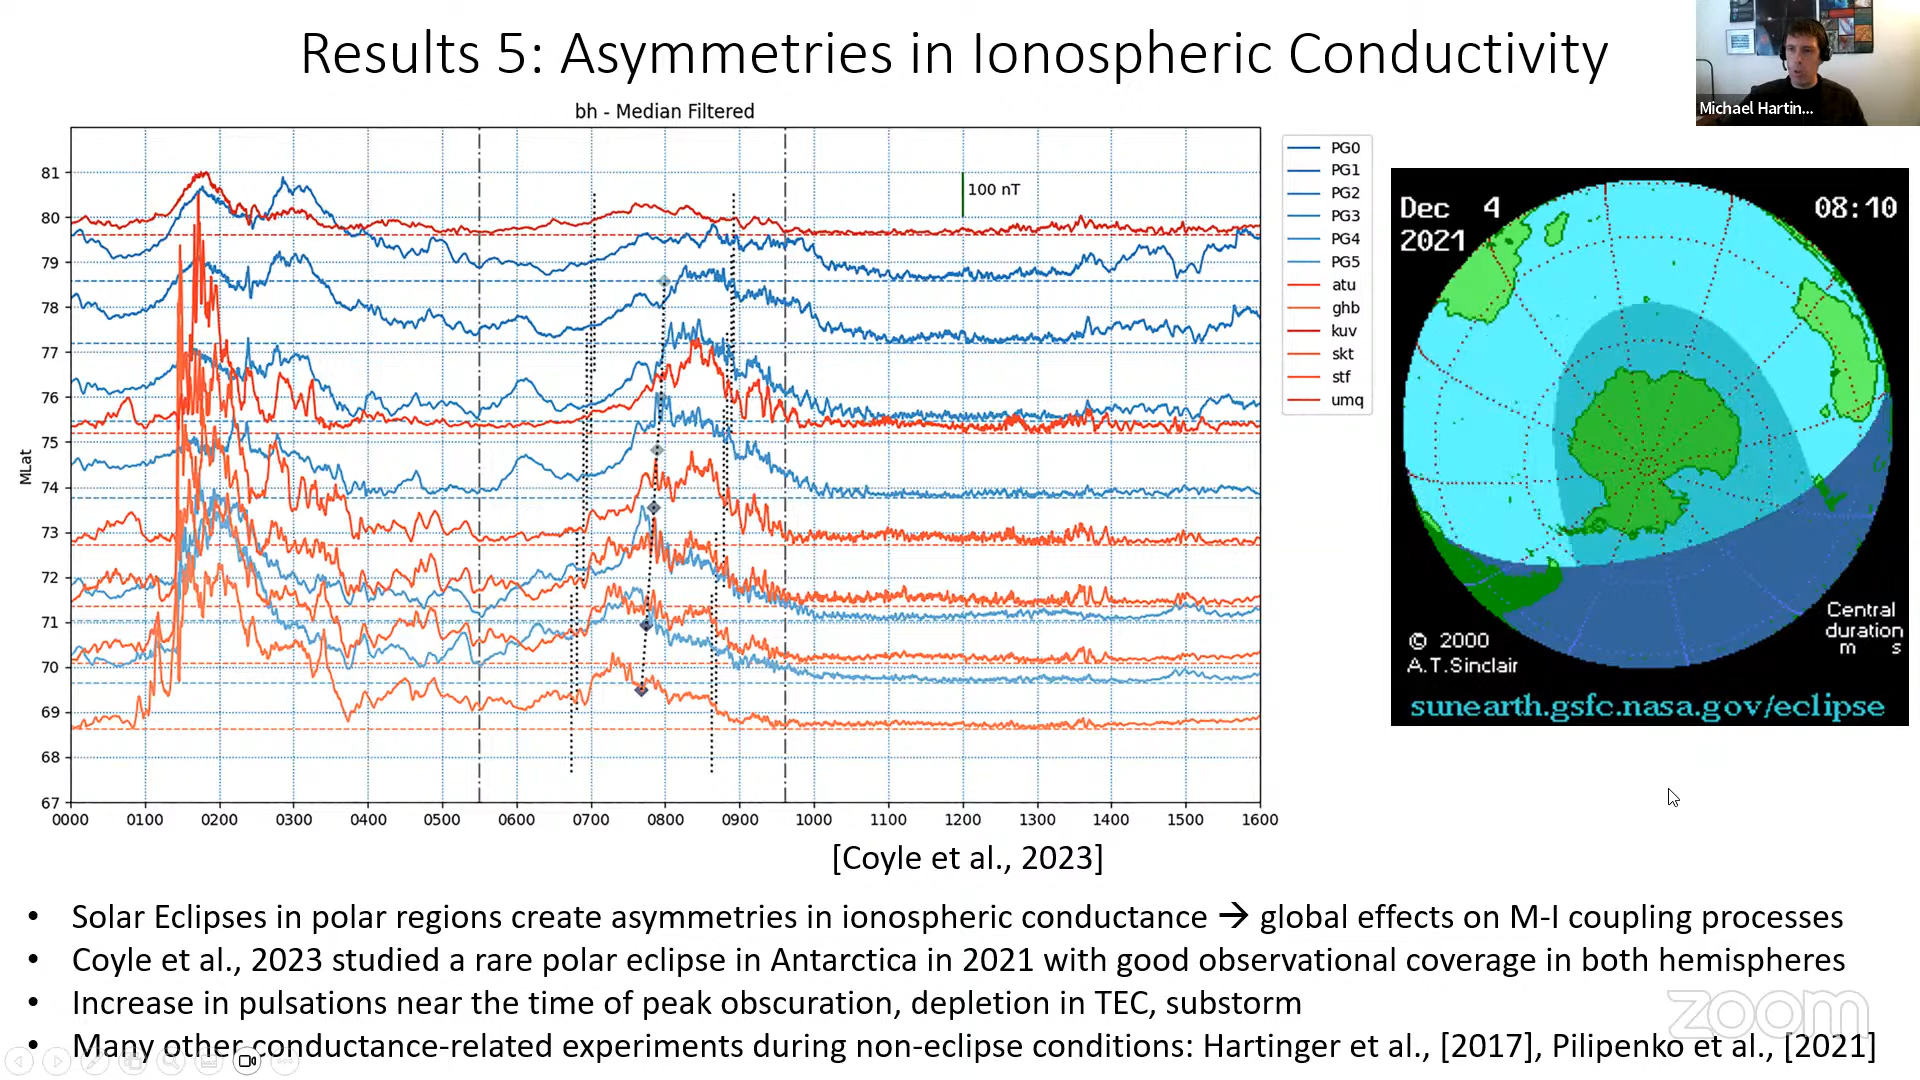 Results 5: Asymmetries in Ionospheric Conductivity
Michael Hartin...
bh - Median Filtered
MLat
81
80
79
78
77
76
75
74
73
72
71
70
69
68
67
100 nT
0000 0100 0200 0300 0400 0500 0600 0700 0800 0900 1000 1100 1200 1300 1400 1500 1600
PG0
PG1
PG2
PG3
PG4
PG5
atu
ghb
kuv
skt
stf
umq
Dec 4 08:10
2021
Central
duration
m s
© 2000
A.T.Sinclair
sunearth.gsfc.nasa.gov/eclipse
[Coyle et al., 2023]
• Solar Eclipses in polar regions create asymmetries in ionospheric conductance → global effects on M-I coupling processes
• Coyle et al., 2023 studied a rare polar eclipse in Antarctica in 2021 with good observational coverage in both hemispheres
• Increase in pulsations near the time of peak obscuration, depletion in TEC, substorm
• Many other conductance-related experiments during non-eclipse conditions: Hartinger et al., [2017], Pilipenko et al., [2021]
zoom